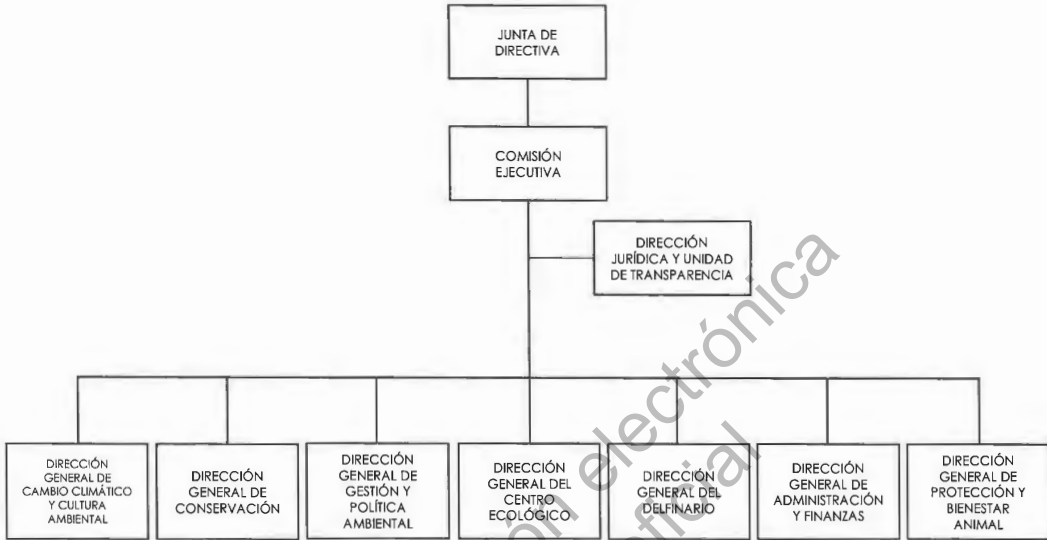 JUNTA DE
DIRECTIVA
COMISIÓN
EJECUTIVA
DIRECCIÓN
JURÍDICA Y UNIDAD
DE TRANSPARENCIA
DIRECCIÓN
GENERAL DE
CAMBIO CLIMÁTICO
Y CULTURA
AMBIENTAL
DIRECCIÓN
GENERAL DE
CONSERVACIÓN
DIRECCIÓN
GENERAL DE
GESTIÓN Y
POLÍTICA
AMBIENTAL
DIRECCIÓN
GENERAL DEL
CENTRO
ECOLÓGICO
DIRECCIÓN
GENERAL DEL
DELFINARIO
DIRECCIÓN
GENERAL DE
ADMINISTRACIÓN
Y FINANZAS
DIRECCIÓN
GENERAL DE
PROTECCIÓN Y
BIENESTAR
ANIMAL
electrónica
oficial